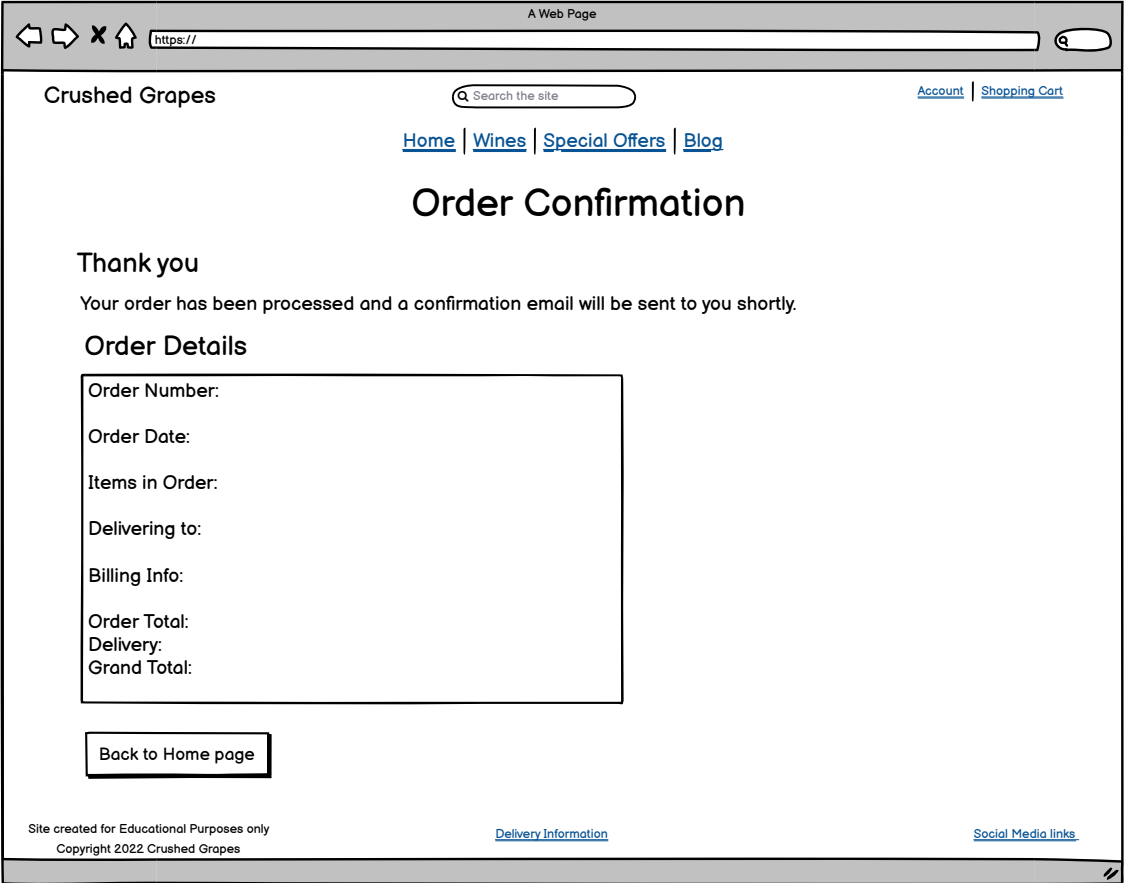 A Web Page
https://
Crushed Grapes
Search the site
Account | Shopping Cart
Home | Wines | Special Offers | Blog
Order Confirmation
Thank you
Your order has been processed and a confirmation email will be sent to you shortly.
Order Details
Order Number:
Order Date:
Items in Order:
Delivering to:
Billing Info:
Order Total:
Delivery:
Grand Total:
Back to Home page
Site created for Educational Purposes only
Copyright 2022 Crushed Grapes
Delivery Information
Social Media links